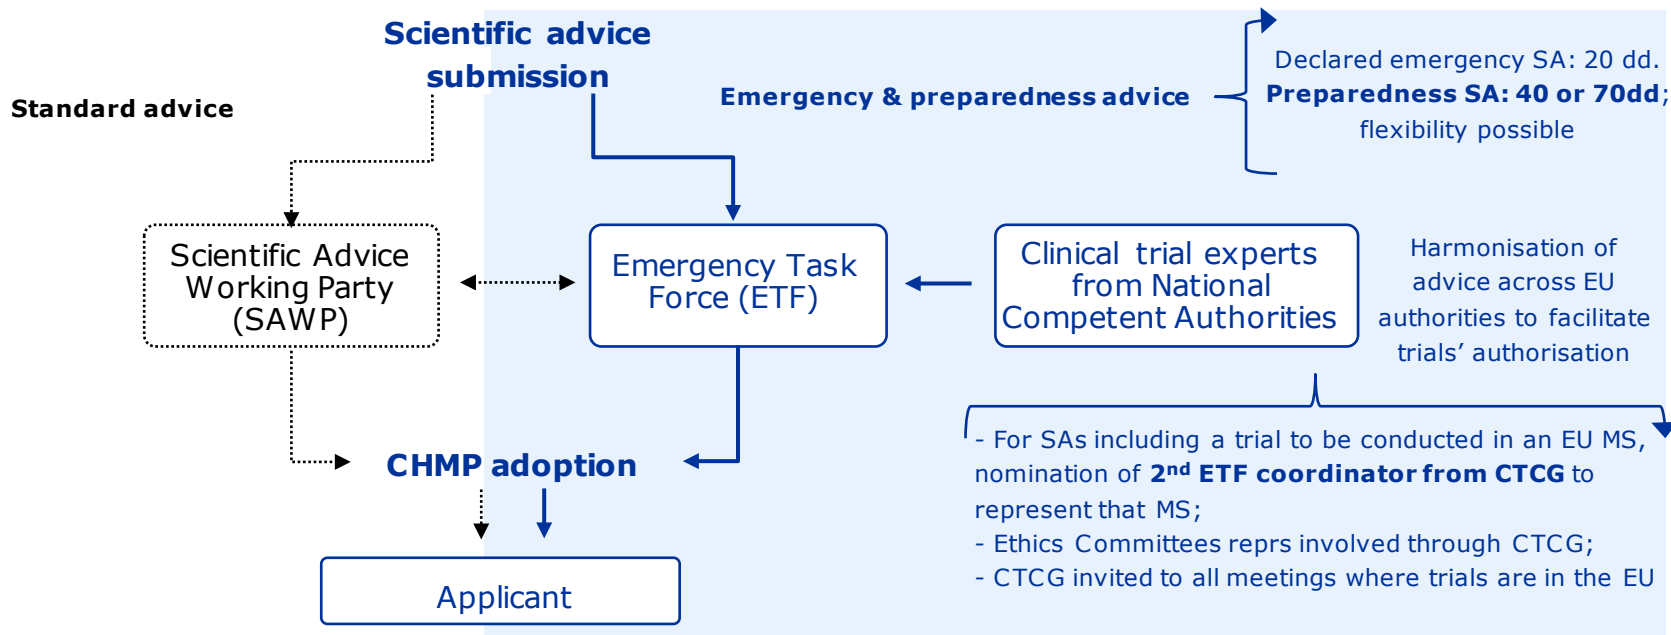 Scientific advice
submission
Standard advice
Emergency & preparedness advice
Declared emergency SA: 20 dd.
Preparedness SA: 40 or 70dd;
flexibility possible
Scientific Advice
Working Party
(SAWP)
Emergency Task
Force (ETF)
Clinical trial experts
from National
Competent Authorities
Harmonisation of
advice across EU
authorities to facilitate
trials’ authorisation
CHMP adoption
- For SAs including a trial to be conducted in an EU MS,
nomination of 2nd ETF coordinator from CTCG to
represent that MS;
- Ethics Committees reprs involved through CTCG;
- CTCG invited to all meetings where trials are in the EU
Applicant